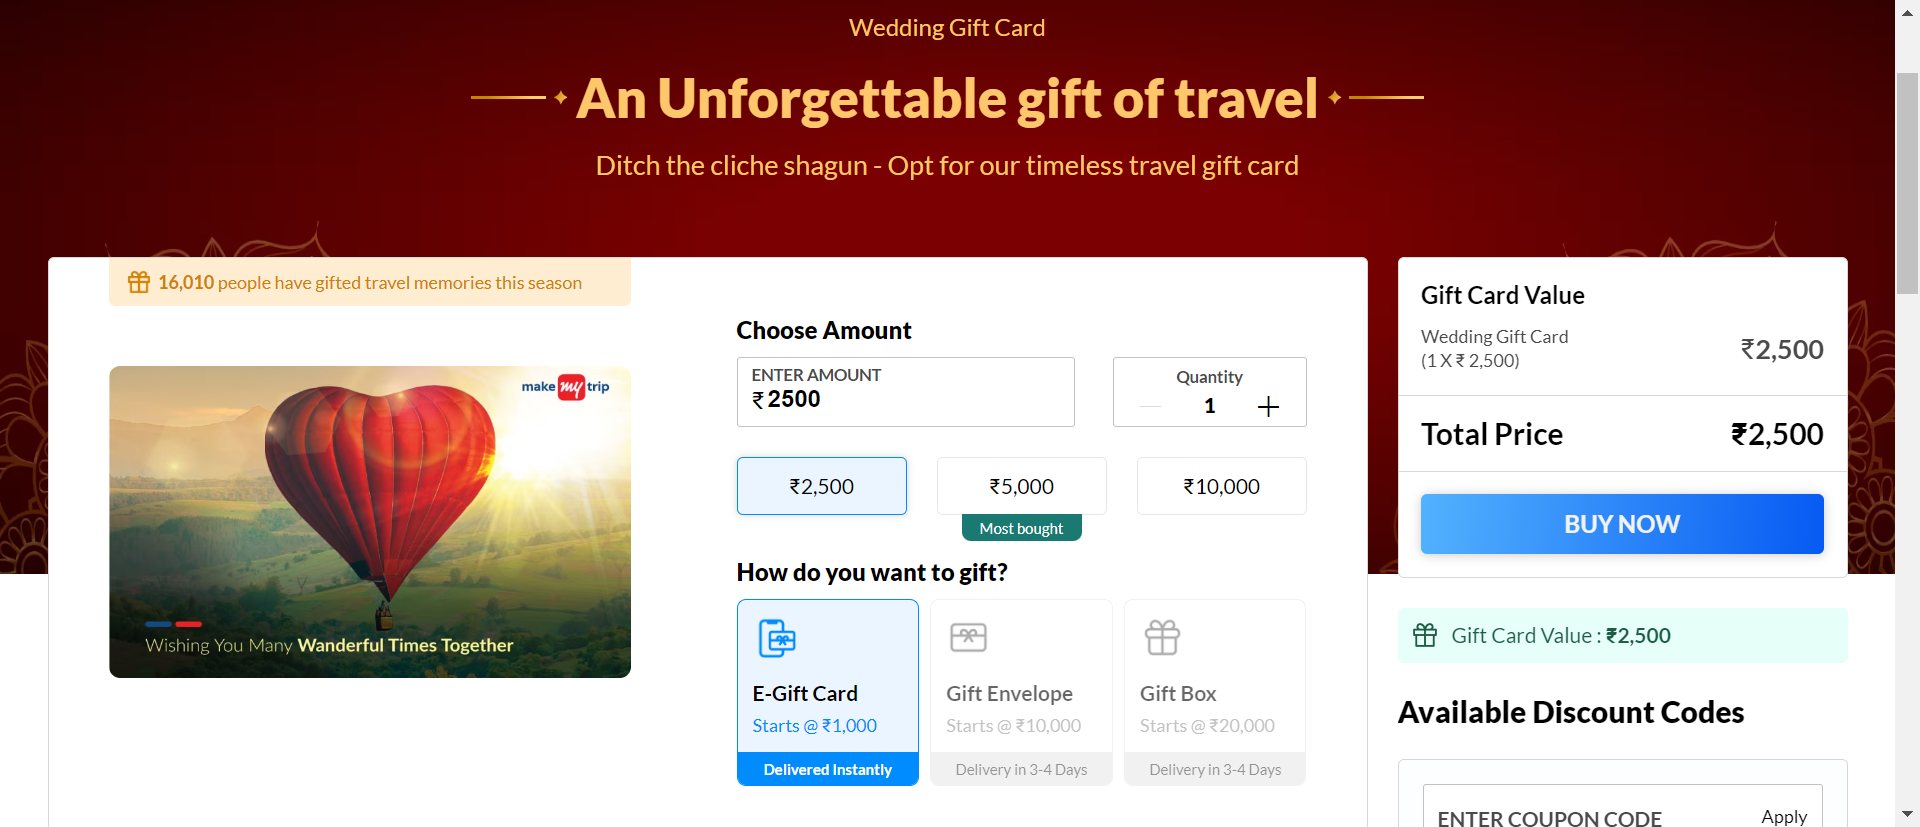 Wedding Gift Card
An Unforgettable gift of travel
Ditch the cliche shagun - Opt for our timeless travel gift card
16,010 people have gifted travel memories this season
make my trip
Wishing You Many Wanderful Times Together
Choose Amount
ENTER AMOUNT
₹ 2500
Quantity
1
₹2,500
₹5,000
₹10,000
Most bought
How do you want to gift?
E-Gift Card
Starts @ ₹1,000
Delivered Instantly
Gift Envelope
Starts @ ₹10,000
Delivery in 3-4 Days
Gift Box
Starts @ ₹20,000
Delivery in 3-4 Days
Gift Card Value
Wedding Gift Card
(1 X ₹ 2,500)
₹2,500
Total Price
₹2,500
BUY NOW
Gift Card Value : ₹2,500
Available Discount Codes
ENTER COUPON CODE
Apply